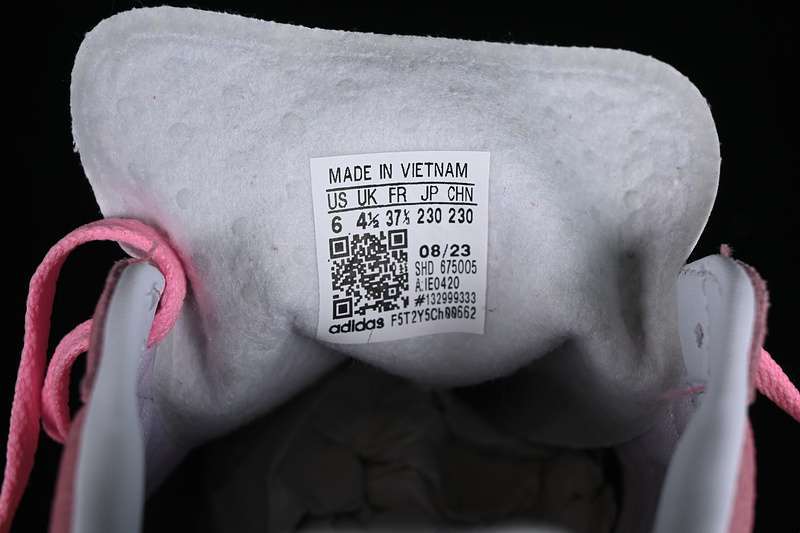 MADE IN VIETNAM
US UK FR JP CHN
6 4½ 37⅓ 230 230
08/23
SHD 675005
A:IE0420
#132999333
adidas F5T2Y5Ch00662